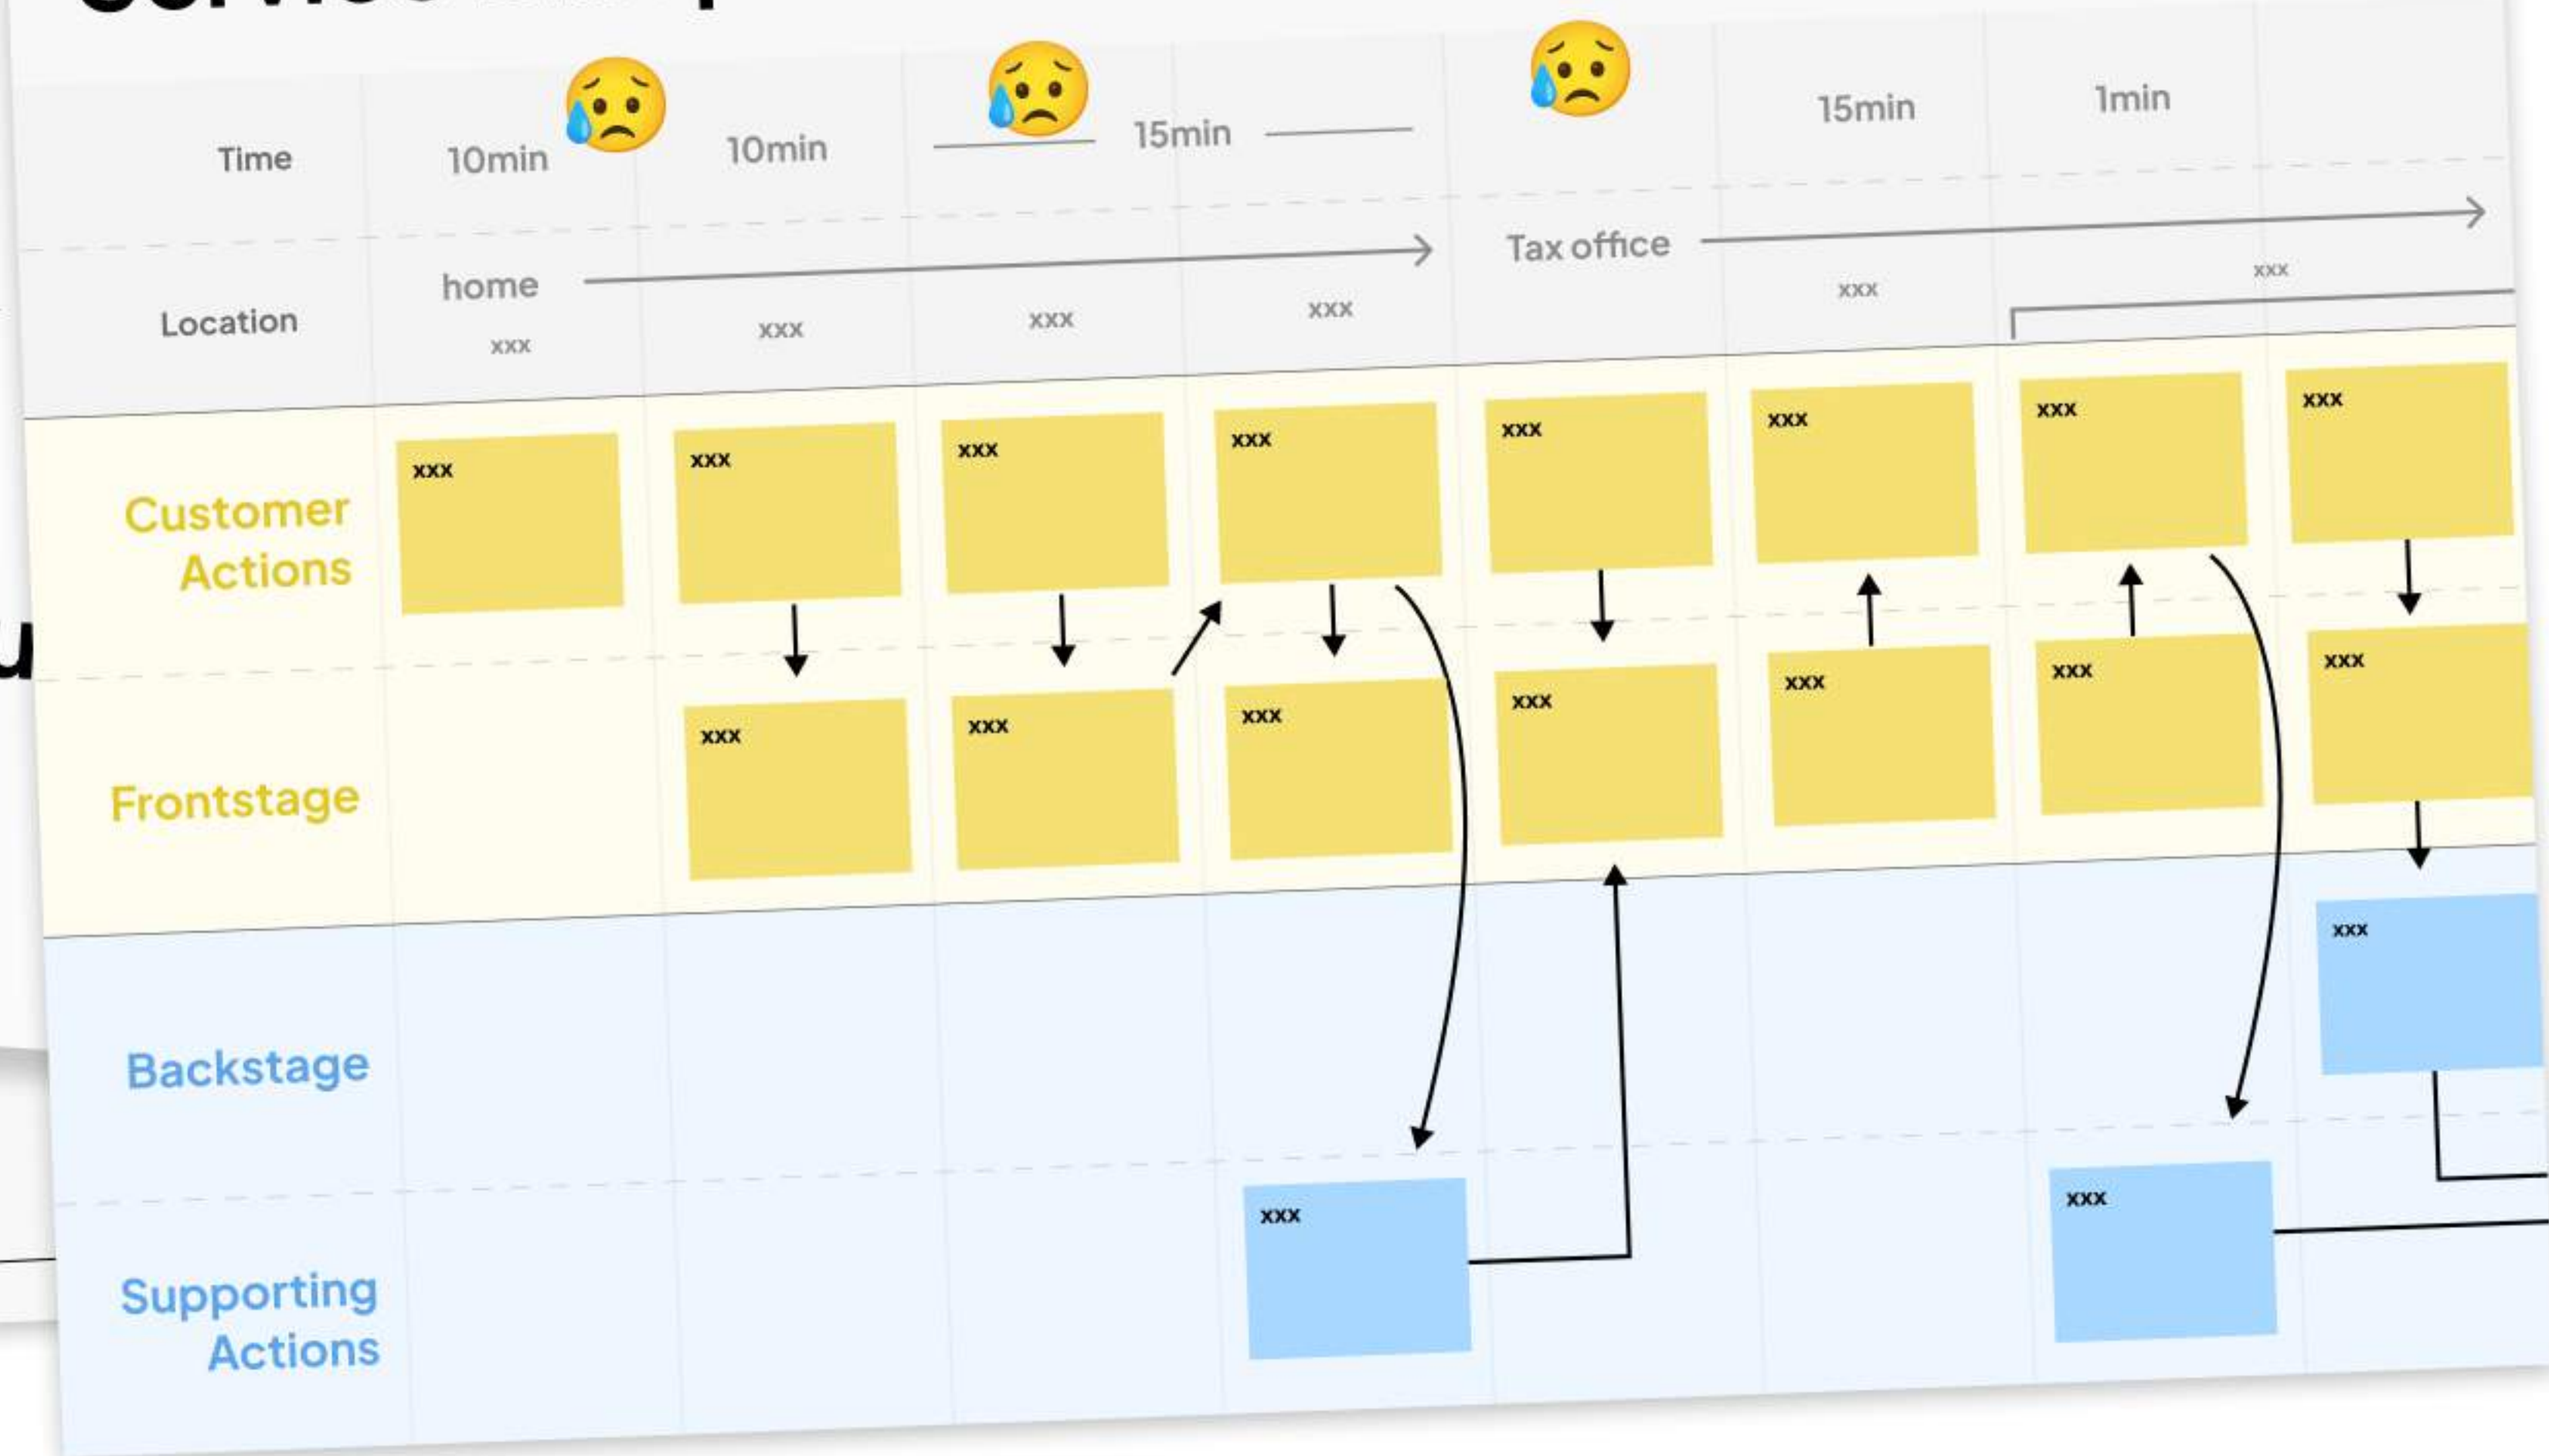 Time
10min
10min
15min
15min
1min
Location
home
Tax office
xxx
xxx
xxx
xxx
xxx
xxx
Customer
Actions
xxx
xxx
xxx
xxx
xxx
xxx
xxx
xxx
Frontstage
xxx
xxx
xxx
xxx
xxx
xxx
xxx
Backstage
xxx
Supporting
Actions
xxx
xxx